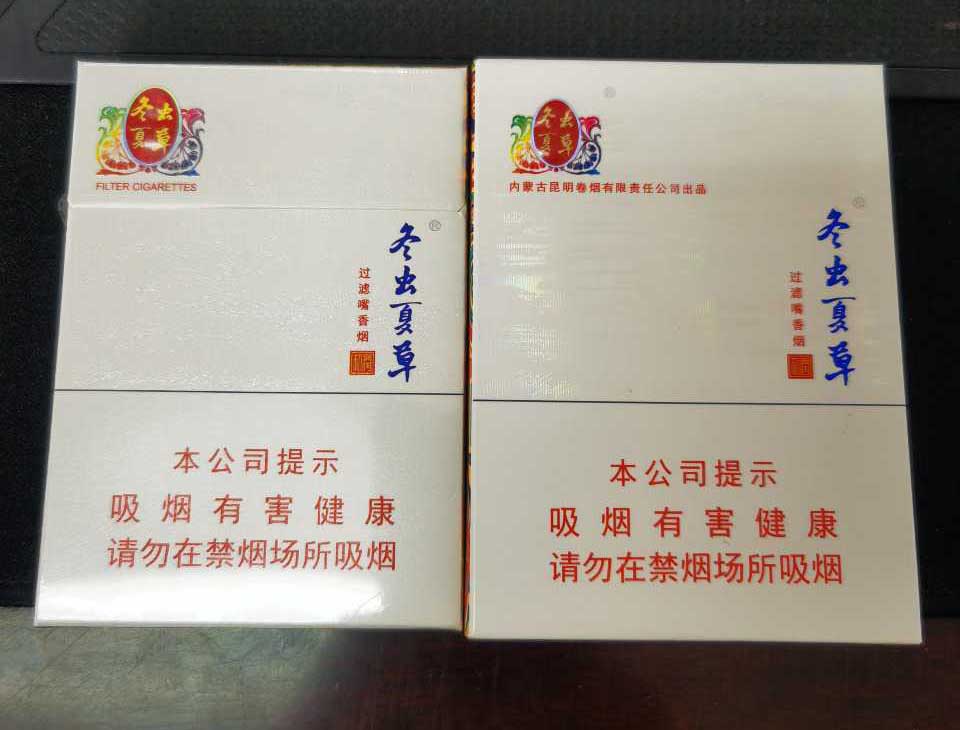 冬虫
夏草
FILTER CIGARETTES
冬虫夏草®
过滤嘴香烟
本公司提示
吸烟有害健康
请勿在禁烟场所吸烟
冬虫
夏草
®
内蒙古昆明卷烟有限责任公司出品
冬虫夏草®
过滤嘴香烟
本公司提示
吸烟有害健康
请勿在禁烟场所吸烟